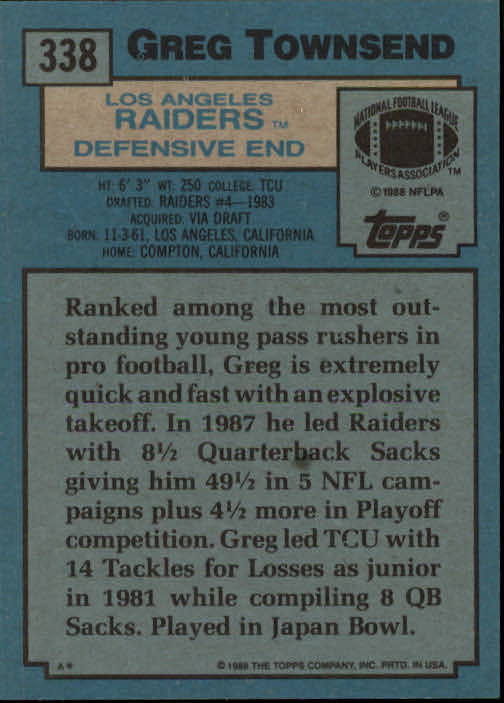 338
GREG TOWNSEND
LOS ANGELES
RAIDERS TM
DEFENSIVE END
NATIONAL FOOTBALL LEAGUE
PLAYERS ASSOCIATION TM
© 1988 NFLPA
Topps®
HT: 6' 3" WT: 250 COLLEGE: TCU
DRAFTED: RAIDERS #4—1983
ACQUIRED: VIA DRAFT
BORN: 11-3-61, LOS ANGELES, CALIFORNIA
HOME: COMPTON, CALIFORNIA
Ranked among the most out-
standing young pass rushers in
pro football, Greg is extremely
quick and fast with an explosive
takeoff. In 1987 he led Raiders
with 8½ Quarterback Sacks
giving him 49½ in 5 NFL cam-
paigns plus 4½ more in Playoff
competition. Greg led TCU with
14 Tackles for Losses as junior
in 1981 while compiling 8 QB
Sacks. Played in Japan Bowl.
A*
© 1988 THE TOPPS COMPANY, INC. PRTD. IN USA.